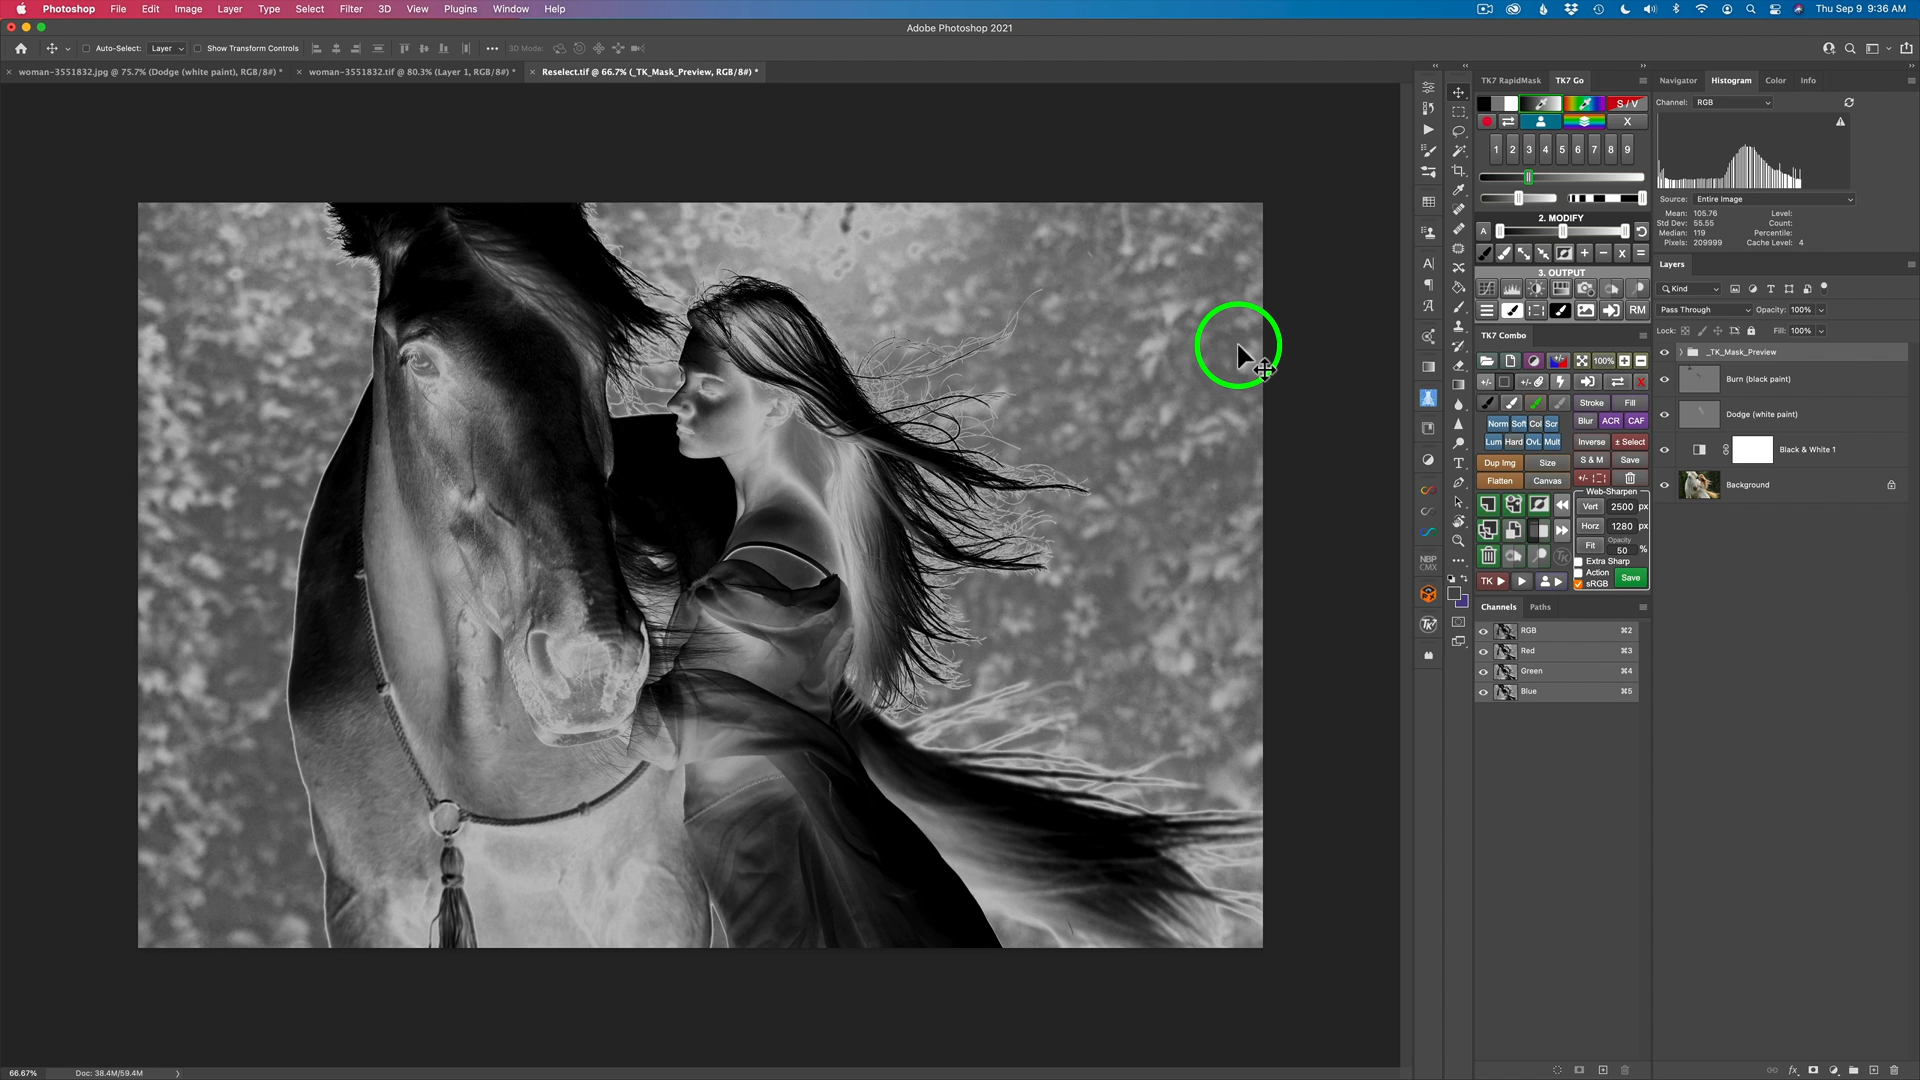 Photoshop File Edit Image Layer Type Select Filter 3D View Plugins Window Help Thu Sep 9 9:36 AM
Adobe Photoshop 2021
Auto-Select: Layer Show Transform Controls 3D Mode:
woman-3551832.jpg @ 75.7% (Dodge (white paint), RGB/8#) * woman-3551832.tif @ 80.3% (Layer 1, RGB/8#) * Reselect.tif @ 66.7% (_TK_Mask_Preview, RGB/8#) *
TK7 RapidMask TK7 Go
S / V
X
1 2 3 4 5 6 7 8 9
2. MODIFY
A
+ − x =
3. OUTPUT
RM
TK7 Combo
100% + −
+/- +/- X
Stroke Fill
Norm Soft Col Scr Blur ACR CAF
Lum Hard OvL Mult Inverse ± Select
Dup Img Size S & M Save
Flatten Canvas +/-
Web-Sharpen
Vert 2500 px
Horz 1280 px
Fit Opacity 50 %
Extra Sharp
Action
sRGB Save
TK
NBP
CMX
TK7
Channels Paths
RGB ⌘2
Red ⌘3
Green ⌘4
Blue ⌘5
Navigator Histogram Color Info
Channel: RGB
Source: Entire Image
Mean: 105.76 Level:
Std Dev: 55.55 Count:
Median: 119 Percentile:
Pixels: 209999 Cache Level: 4
Layers
Kind
Pass Through Opacity: 100%
Lock: Fill: 100%
_TK_Mask_Preview
Burn (black paint)
Dodge (white paint)
Black & White 1
Background
66.67% Doc: 38.4M/59.4M